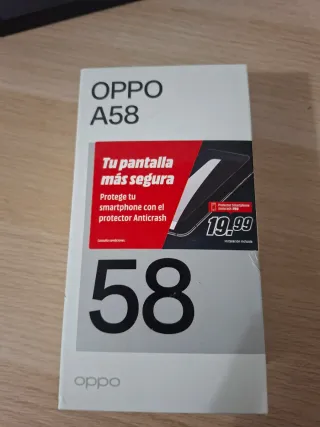 OPPO
A58
Tu pantalla
más segura
Protege tu
smartphone con el
protector Anticrash
19.99
58
oppo